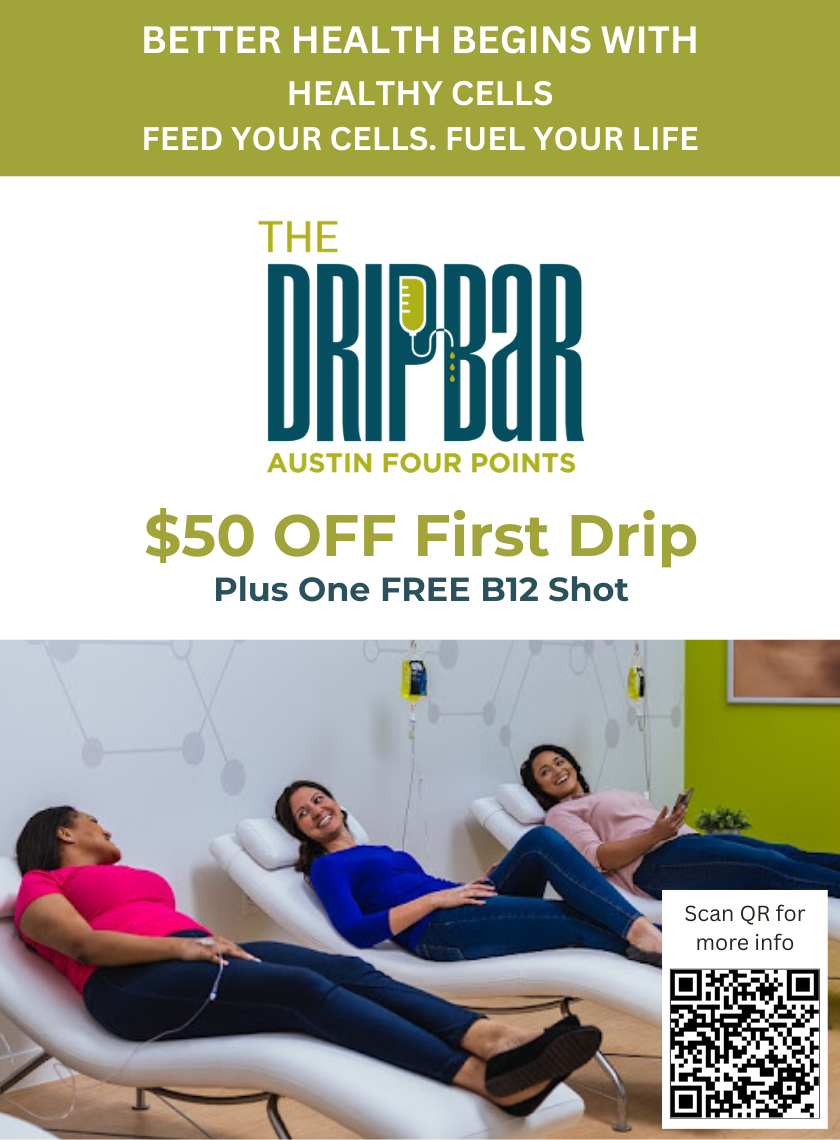 BETTER HEALTH BEGINS WITH
HEALTHY CELLS
FEED YOUR CELLS. FUEL YOUR LIFE
THE
DRIPBaR
AUSTIN FOUR POINTS
$50 OFF First Drip
Plus One FREE B12 Shot
Scan QR for
more info